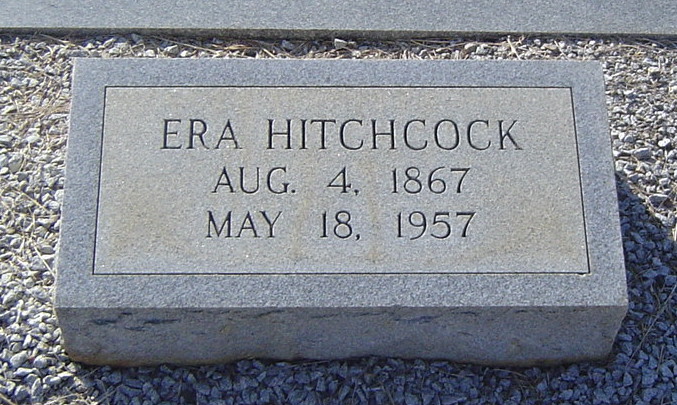 ERA HITCHCOCK
AUG. 4, 1867
MAY 18, 1957